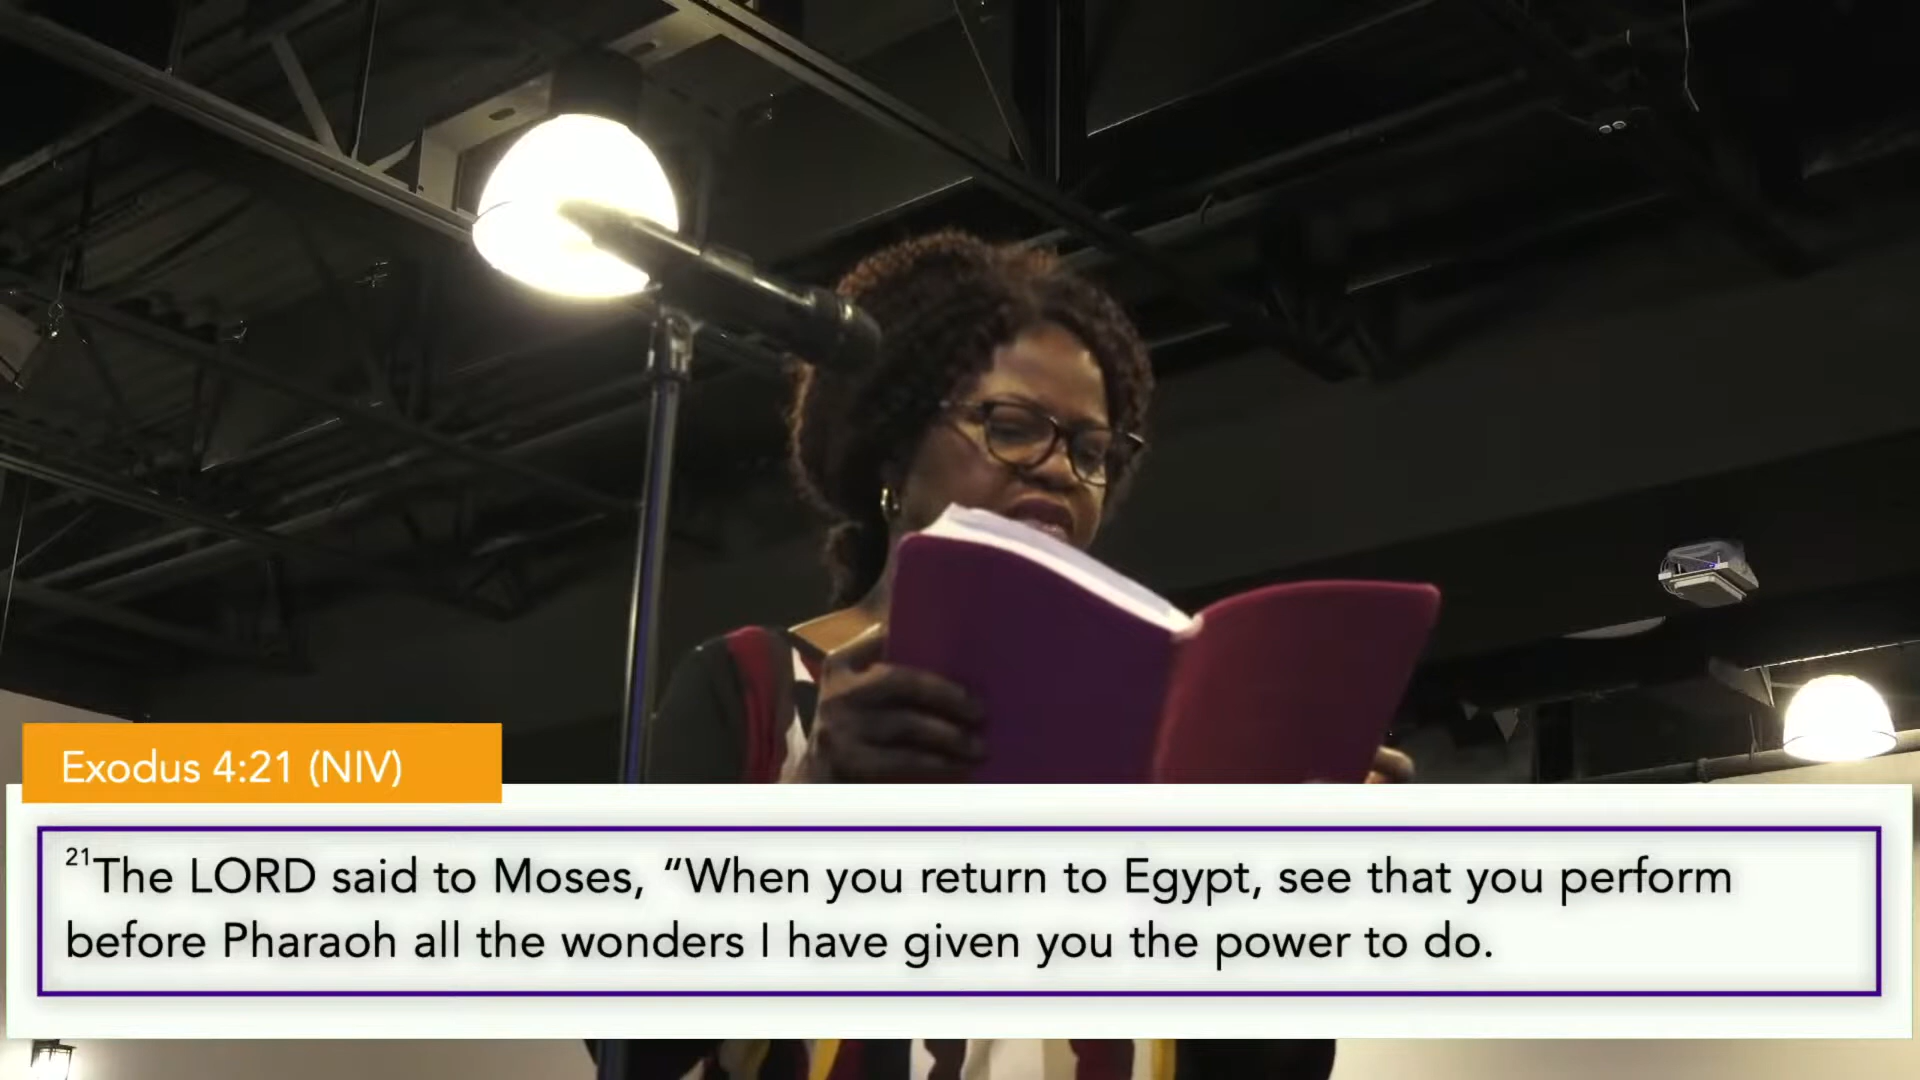 Exodus 4:21 (NIV)
21The LORD said to Moses, “When you return to Egypt, see that you perform
before Pharaoh all the wonders I have given you the power to do.